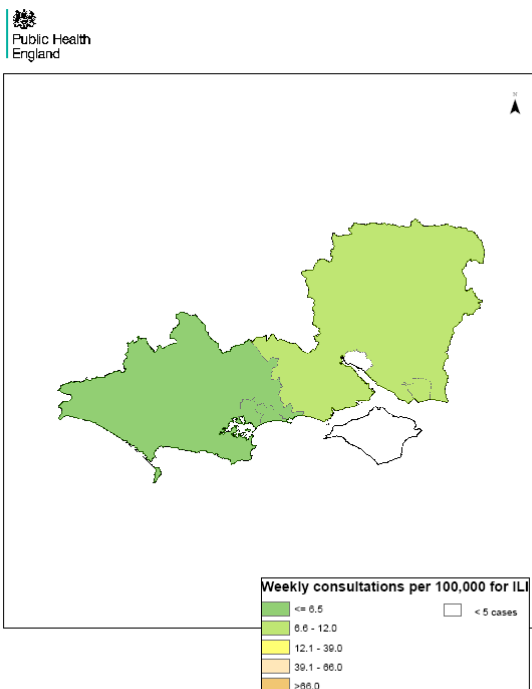 Public Health
England
N
Weekly consultations per 100,000 for ILI
<= 6.5
< 5 cases
6.6 - 12.0
12.1 - 39.0
39.1 - 66.0
>66.0